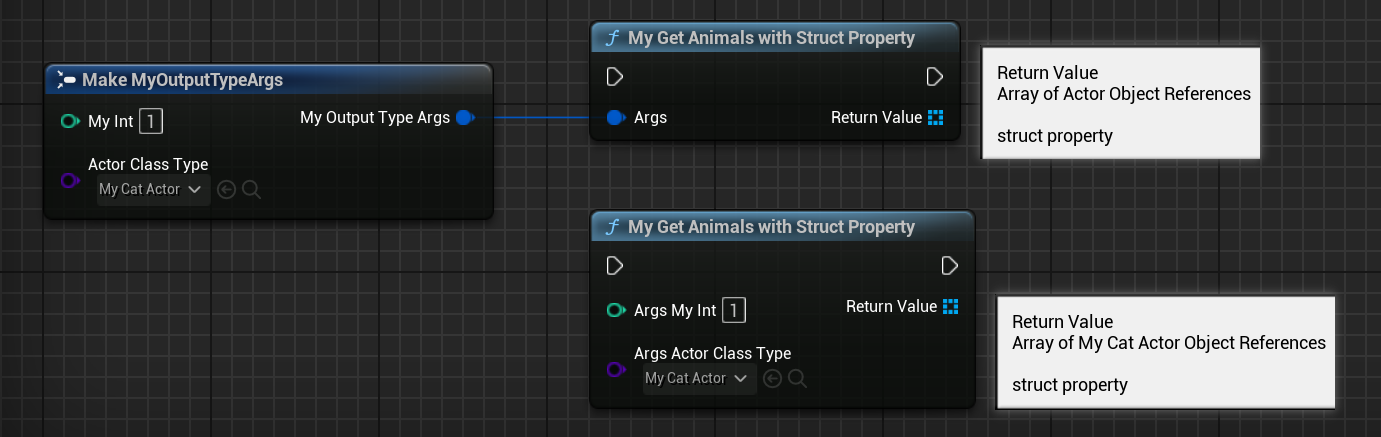 Make MyOutputTypeArgs
My Int 1
My Output Type Args
Actor Class Type
My Cat Actor
f My Get Animals with Struct Property
Args
Return Value
Return Value
Array of Actor Object References
struct property
f My Get Animals with Struct Property
Args My Int 1
Return Value
Args Actor Class Type
My Cat Actor
Return Value
Array of My Cat Actor Object References
struct property